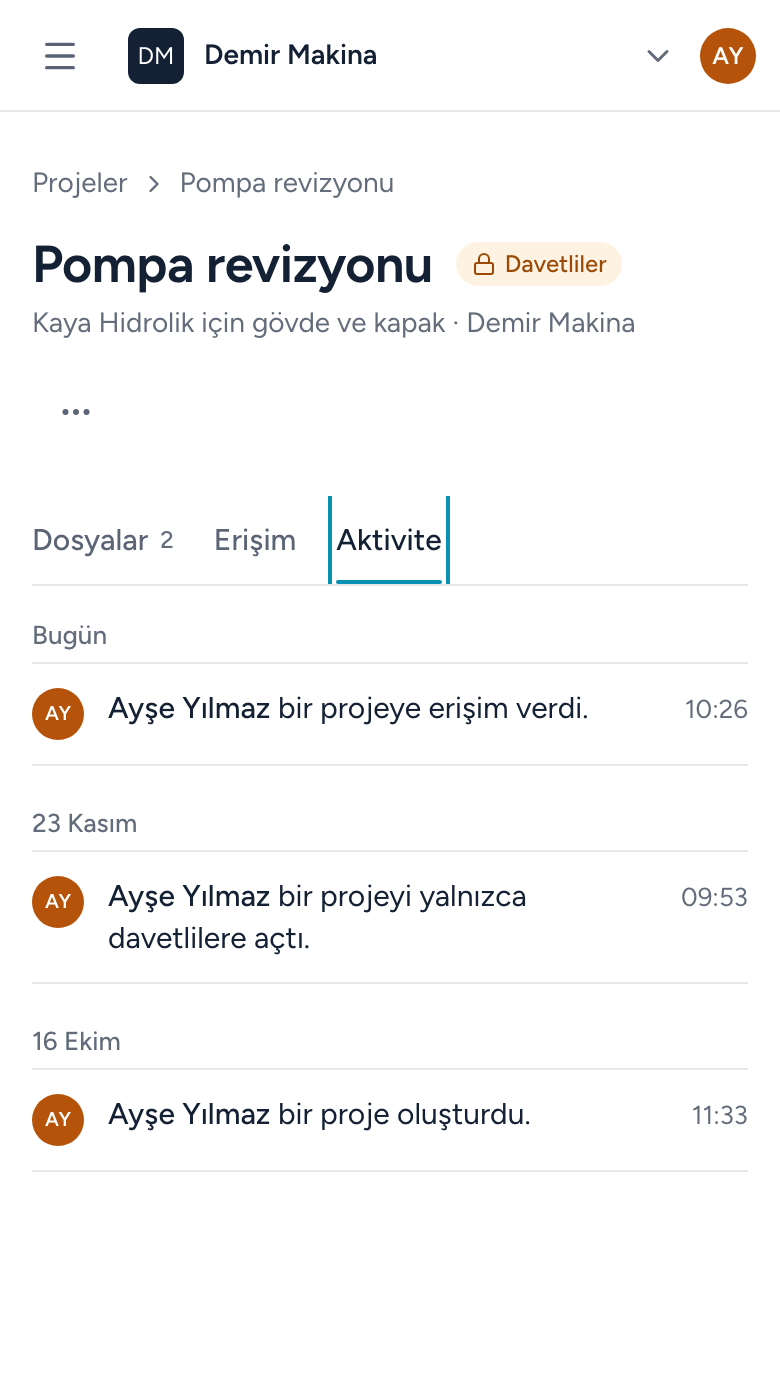 DM Demir Makina AY
Projeler > Pompa revizyonu
Pompa revizyonu Davetliler
Kaya Hidrolik için gövde ve kapak · Demir Makina
Dosyalar 2 Erişim Aktivite
Bugün
AY Ayşe Yılmaz bir projeye erişim verdi. 10:26
23 Kasım
AY Ayşe Yılmaz bir projeyi yalnızca 09:53
davetlilere açtı.
16 Ekim
AY Ayşe Yılmaz bir proje oluşturdu. 11:33